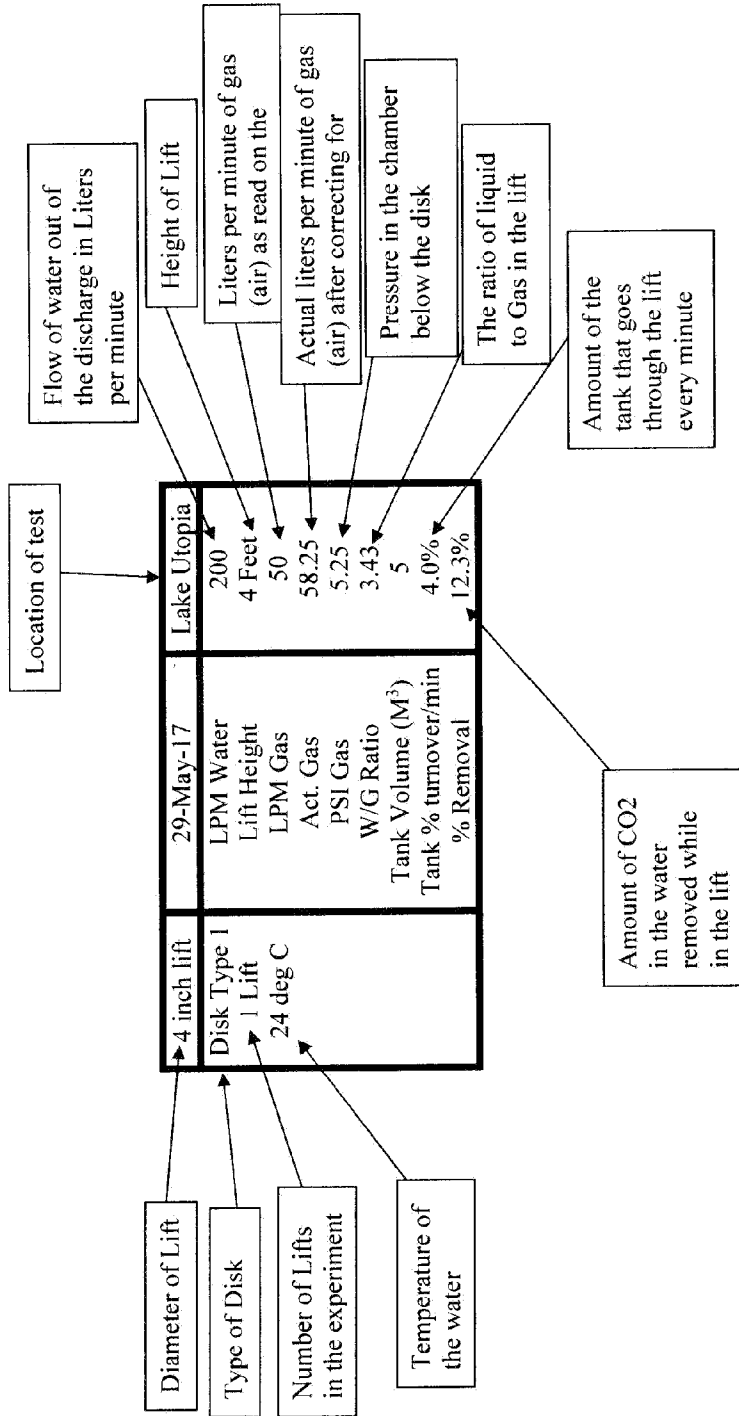 Location of test
Flow of water out of
the discharge in Liters
per minute
Height of Lift
Liters per minute of gas
(air) as read on the
Actual liters per minute of gas
(air) after correcting for
Pressure in the chamber
below the disk
The ratio of liquid
to Gas in the lift
Amount of the
tank that goes
through the lift
every minute
Diameter of Lift
Type of Disk
Number of Lifts
in the experiment
Temperature of
the water
Amount of CO2
in the water
removed while
in the lift
4 inch lift 29-May-17 Lake Utopia
Disk Type 1 LPM Water 200
1 Lift Lift Height 4 Feet
24 deg C LPM Gas 50
Act. Gas 58.25
PSI Gas 5.25
W/G Ratio 3.43
Tank Volume (M³) 5
Tank % turnover/min 4.0%
% Removal 12.3%